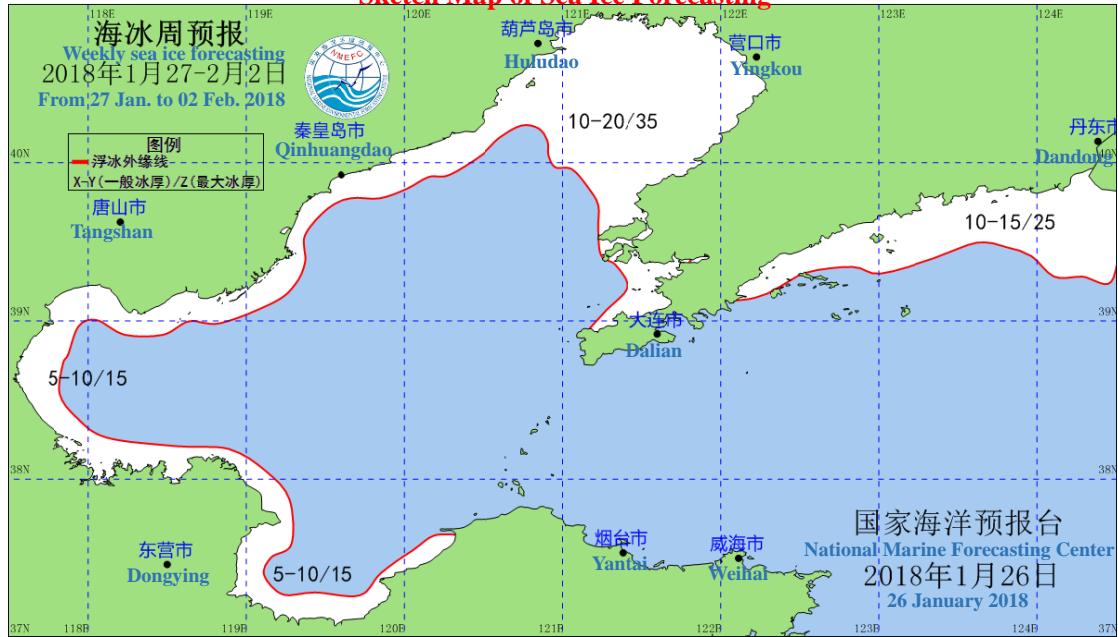 Sketch Map of Sea Ice Forecasting
118E 119E 120E 121E 122E 123E 124E
海冰周预报
Weekly sea ice forecasting
2018年1月27-2月2日
From 27 Jan. to 02 Feb. 2018
NMEFC
葫芦岛市
Huludao
营口市
Yingkou
10-20/35
秦皇岛市
Qinhuangdao
丹东市
Dandong
40N
40N
图例
浮冰外缘线
X-Y(一般冰厚)/Z(最大冰厚)
唐山市
Tangshan
10-15/25
39N
39N
大连市
Dalian
5-10/15
38N
38N
国家海洋预报台
National Marine Forecasting Center
2018年1月26日
26 January 2018
东营市
Dongying
5-10/15
烟台市
Yantai
威海市
Weihai
37N 118E 119E 120E 121E 122E 123E 124E 37N